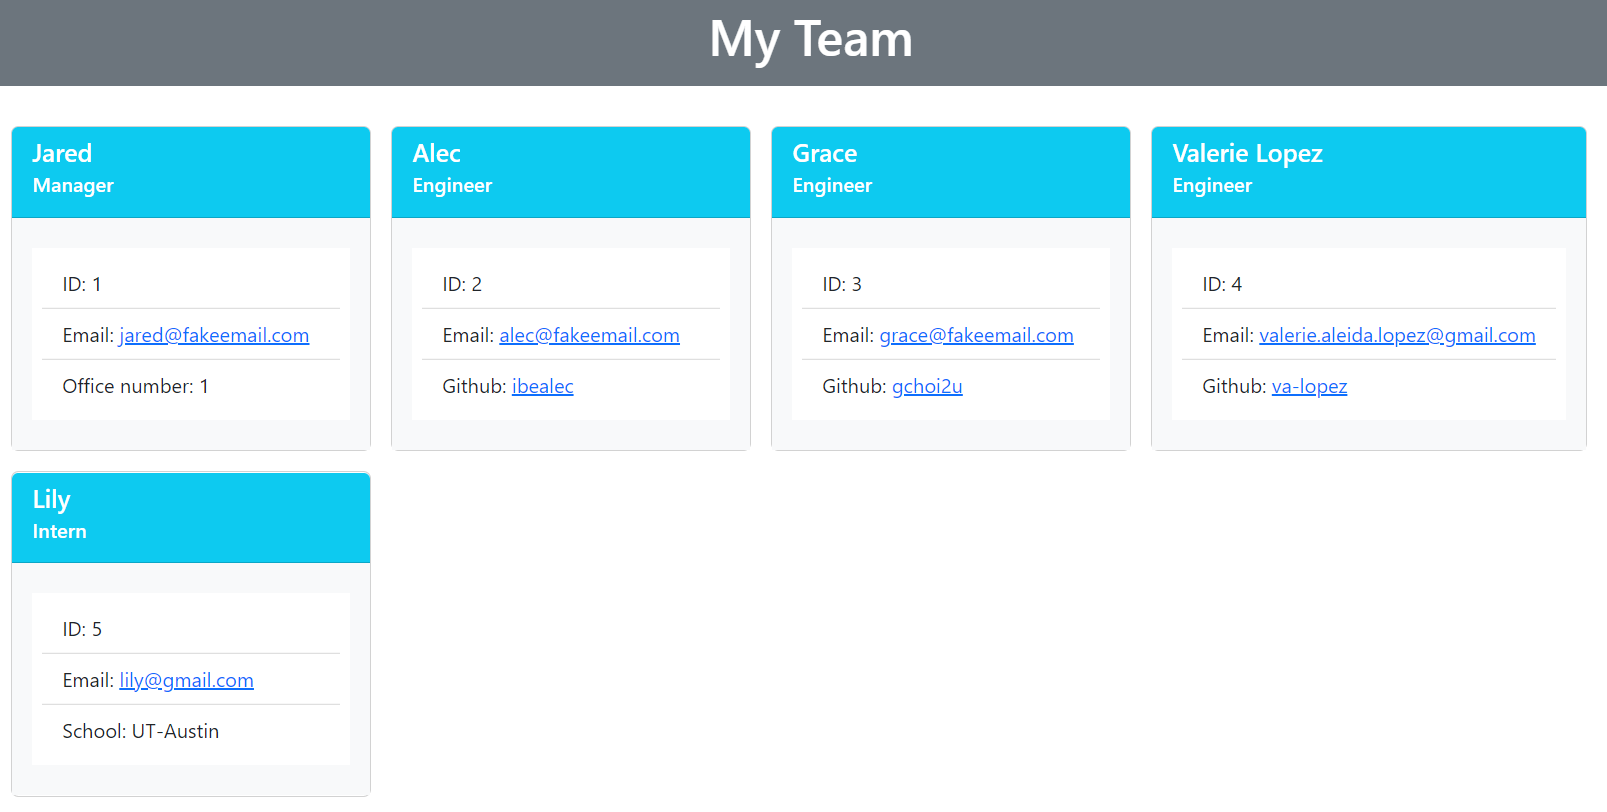 My Team
Jared
Manager
ID: 1
Email: jared@fakeemail.com
Office number: 1
Alec
Engineer
ID: 2
Email: alec@fakeemail.com
Github: ibealec
Grace
Engineer
ID: 3
Email: grace@fakeemail.com
Github: gchoi2u
Valerie Lopez
Engineer
ID: 4
Email: valerie.aleida.lopez@gmail.com
Github: va-lopez
Lily
Intern
ID: 5
Email: lily@gmail.com
School: UT-Austin